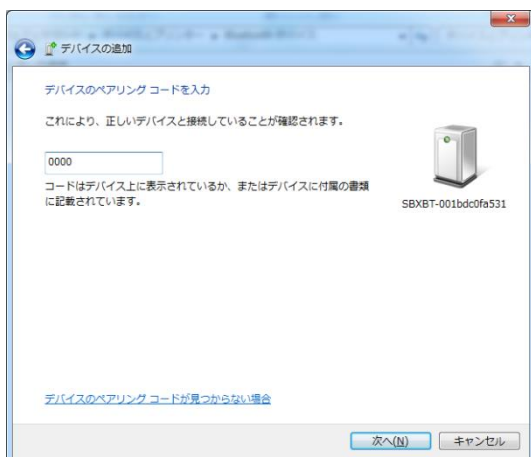 デバイスの追加
デバイスのペアリング コードを入力
これにより、正しいデバイスと接続していることが確認されます。
0000
コードはデバイス上に表示されているか、またはデバイスに付属の書類
に記載されています。
SBXBT-001bdc0fa531
デバイスのペアリング コードが見つからない場合
次へ(N)
キャンセル